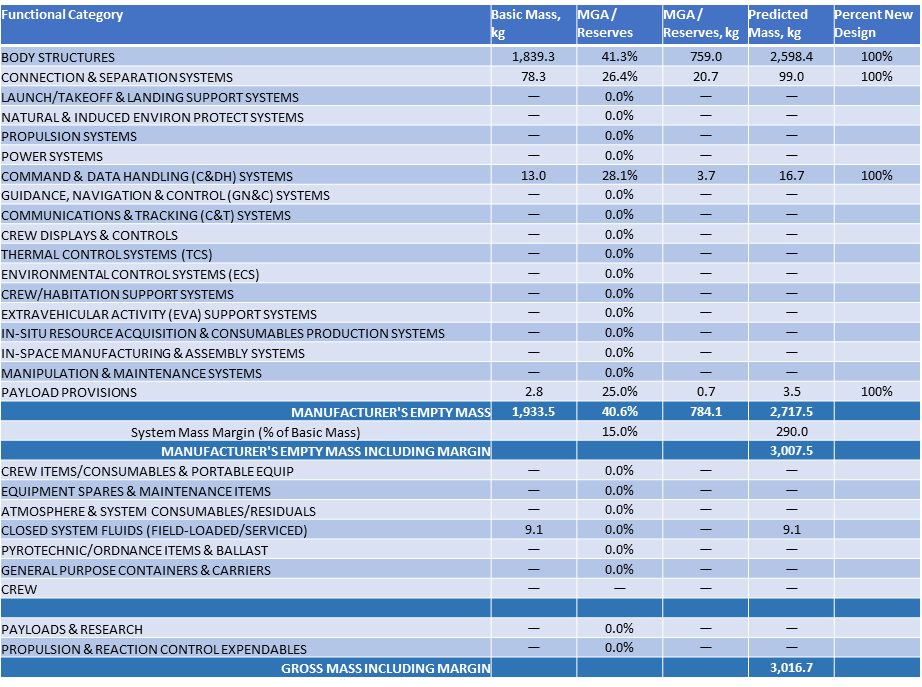 Functional Category | Basic Mass, kg | MGA / Reserves | MGA / Reserves, kg | Predicted Mass, kg | Percent New Design
BODY STRUCTURES 1,839.3 41.3% 759.0 2,598.4 100%
CONNECTION & SEPARATION SYSTEMS 78.3 26.4% 20.7 99.0 100%
LAUNCH/TAKEOFF & LANDING SUPPORT SYSTEMS — 0.0% — —
NATURAL & INDUCED ENVIRON PROTECT SYSTEMS — 0.0% — —
PROPULSION SYSTEMS — 0.0% — —
POWER SYSTEMS — 0.0% — —
COMMAND & DATA HANDLING (C&DH) SYSTEMS 13.0 28.1% 3.7 16.7 100%
GUIDANCE, NAVIGATION & CONTROL (GN&C) SYSTEMS — 0.0% — —
COMMUNICATIONS & TRACKING (C&T) SYSTEMS — 0.0% — —
CREW DISPLAYS & CONTROLS — 0.0% — —
THERMAL CONTROL SYSTEMS (TCS) — 0.0% — —
ENVIRONMENTAL CONTROL SYSTEMS (ECS) — 0.0% — —
CREW/HABITATION SUPPORT SYSTEMS — 0.0% — —
EXTRAVEHICULAR ACTIVITY (EVA) SUPPORT SYSTEMS — 0.0% — —
IN-SITU RESOURCE ACQUISITION & CONSUMABLES PRODUCTION SYSTEMS — 0.0% — —
IN-SPACE MANUFACTURING & ASSEMBLY SYSTEMS — 0.0% — —
MANIPULATION & MAINTENANCE SYSTEMS — 0.0% — —
PAYLOAD PROVISIONS 2.8 25.0% 0.7 3.5 100%
MANUFACTURER'S EMPTY MASS 1,933.5 40.6% 784.1 2,717.5
System Mass Margin (% of Basic Mass) 15.0% 290.0
MANUFACTURER'S EMPTY MASS INCLUDING MARGIN 3,007.5
CREW ITEMS/CONSUMABLES & PORTABLE EQUIP — 0.0% — —
EQUIPMENT SPARES & MAINTENANCE ITEMS — 0.0% — —
ATMOSPHERE & SYSTEM CONSUMABLES/RESIDUALS — 0.0% — —
CLOSED SYSTEM FLUIDS (FIELD-LOADED/SERVICED) 9.1 0.0% — 9.1
PYROTECHNIC/ORDNANCE ITEMS & BALLAST — 0.0% — —
GENERAL PURPOSE CONTAINERS & CARRIERS — 0.0% — —
CREW — — — —
PAYLOADS & RESEARCH — 0.0% — —
PROPULSION & REACTION CONTROL EXPENDABLES — 0.0% — —
GROSS MASS INCLUDING MARGIN 3,016.7